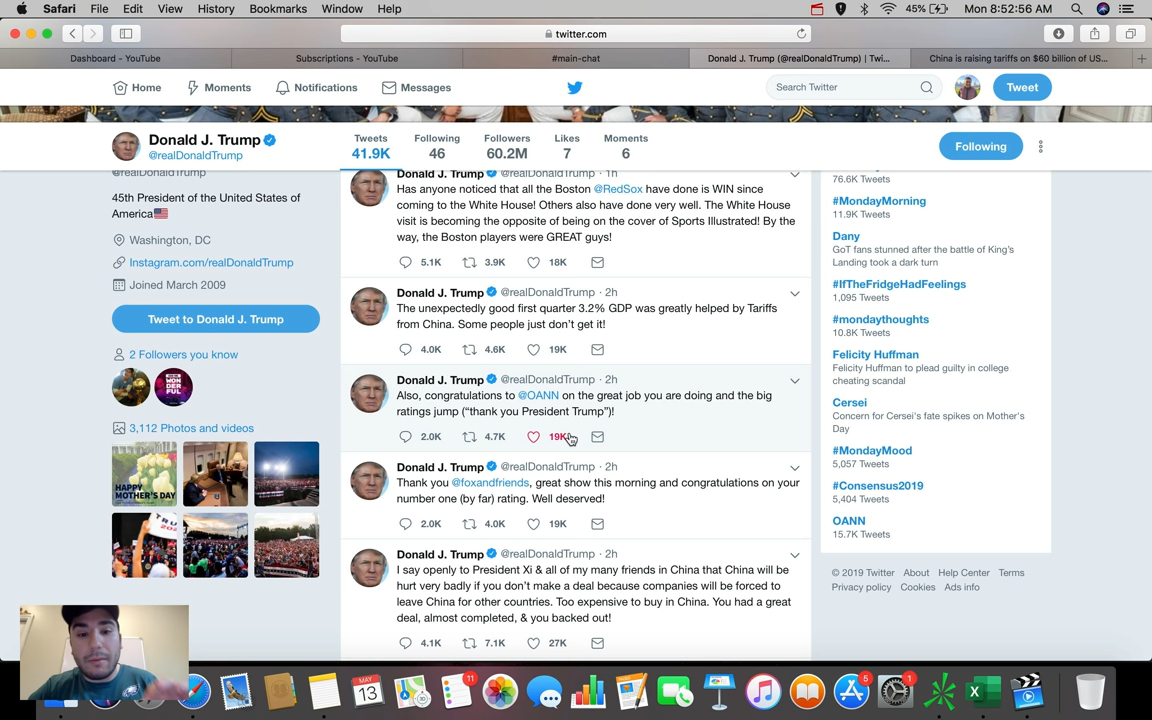 Safari File Edit View History Bookmarks Window Help 45% Mon 8:52:56 AM
twitter.com
Dashboard - YouTube Subscriptions - YouTube #main-chat Donald J. Trump (@realDonaldTrump) | Twi... China is raising tariffs on $60 billion of US...
Home Moments Notifications Messages Search Twitter Tweet
Donald J. Trump
@realDonaldTrump
Tweets Following Followers Likes Moments
41.9K 46 60.2M 7 6
Following
@realDonaldTrump
45th President of the United States of
America
Washington, DC
Instagram.com/realDonaldTrump
Joined March 2009
Tweet to Donald J. Trump
2 Followers you know
WON
DER
FUL
3,112 Photos and videos
HAPPY
MOTHER'S DAY
Donald J. Trump @realDonaldTrump · 1h
Has anyone noticed that all the Boston @RedSox have done is WIN since
coming to the White House! Others also have done very well. The White House
visit is becoming the opposite of being on the cover of Sports Illustrated! By the
way, the Boston players were GREAT guys!
5.1K 3.9K 18K
Donald J. Trump @realDonaldTrump · 2h
The unexpectedly good first quarter 3.2% GDP was greatly helped by Tariffs
from China. Some people just don't get it!
4.0K 4.6K 19K
Donald J. Trump @realDonaldTrump · 2h
Also, congratulations to @OANN on the great job you are doing and the big
ratings jump ("thank you President Trump")!
2.0K 4.7K 19K
Donald J. Trump @realDonaldTrump · 2h
Thank you @foxandfriends, great show this morning and congratulations on your
number one (by far) rating. Well deserved!
2.0K 4.0K 19K
Donald J. Trump @realDonaldTrump · 2h
I say openly to President Xi & all of my many friends in China that China will be
hurt very badly if you don't make a deal because companies will be forced to
leave China for other countries. Too expensive to buy in China. You had a great
deal, almost completed, & you backed out!
4.1K 7.1K 27K
76.6K Tweets
#MondayMorning
11.9K Tweets
Dany
GoT fans stunned after the battle of King's
Landing took a dark turn
#IfTheFridgeHadFeelings
1,095 Tweets
#mondaythoughts
10.8K Tweets
Felicity Huffman
Felicity Huffman to plead guilty in college
cheating scandal
Cersei
Concern for Cersei's fate spikes on Mother's
Day
#MondayMood
5,057 Tweets
#Consensus2019
5,404 Tweets
OANN
15.7K Tweets
© 2019 Twitter About Help Center Terms
Privacy policy Cookies Ads info
MAY
13
11
5
1